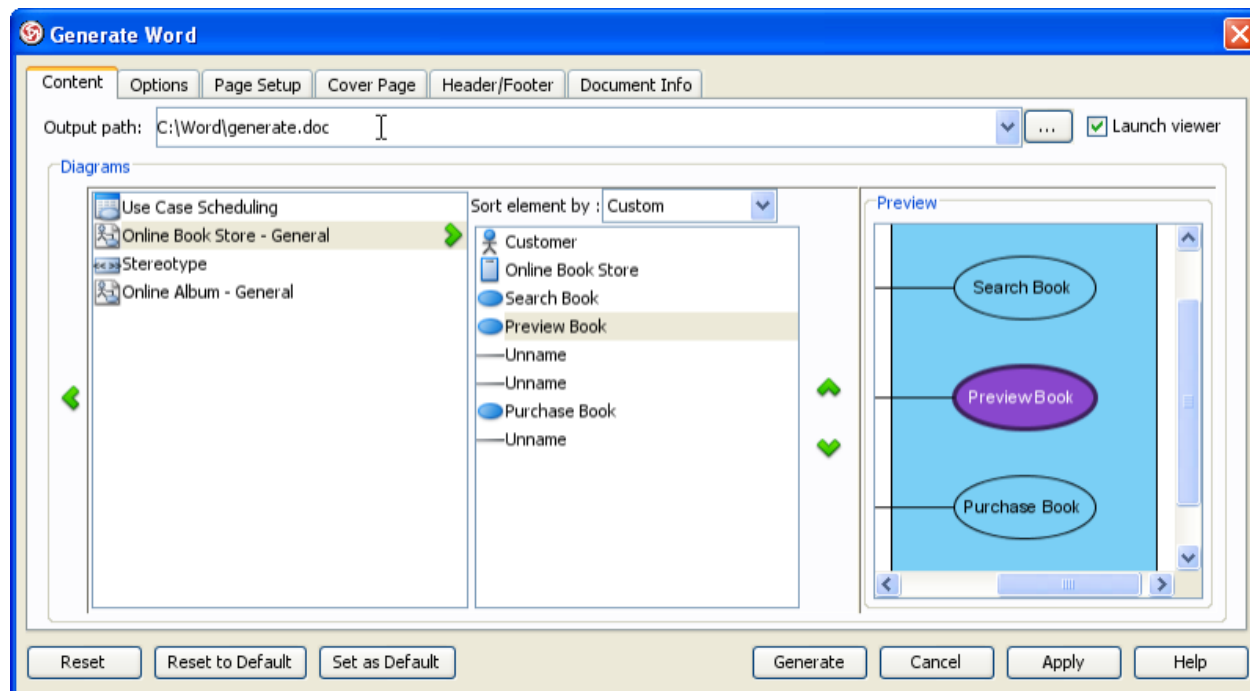 Generate Word
Content Options Page Setup Cover Page Header/Footer Document Info
Output path: C:\Word\generate.doc ... Launch viewer
Diagrams
Use Case Scheduling
Online Book Store - General
Stereotype
Online Album - General
Sort element by : Custom
Customer
Online Book Store
Search Book
Preview Book
Unname
Unname
Purchase Book
Unname
Preview
Search Book
Preview Book
Purchase Book
Reset Reset to Default Set as Default Generate Cancel Apply Help